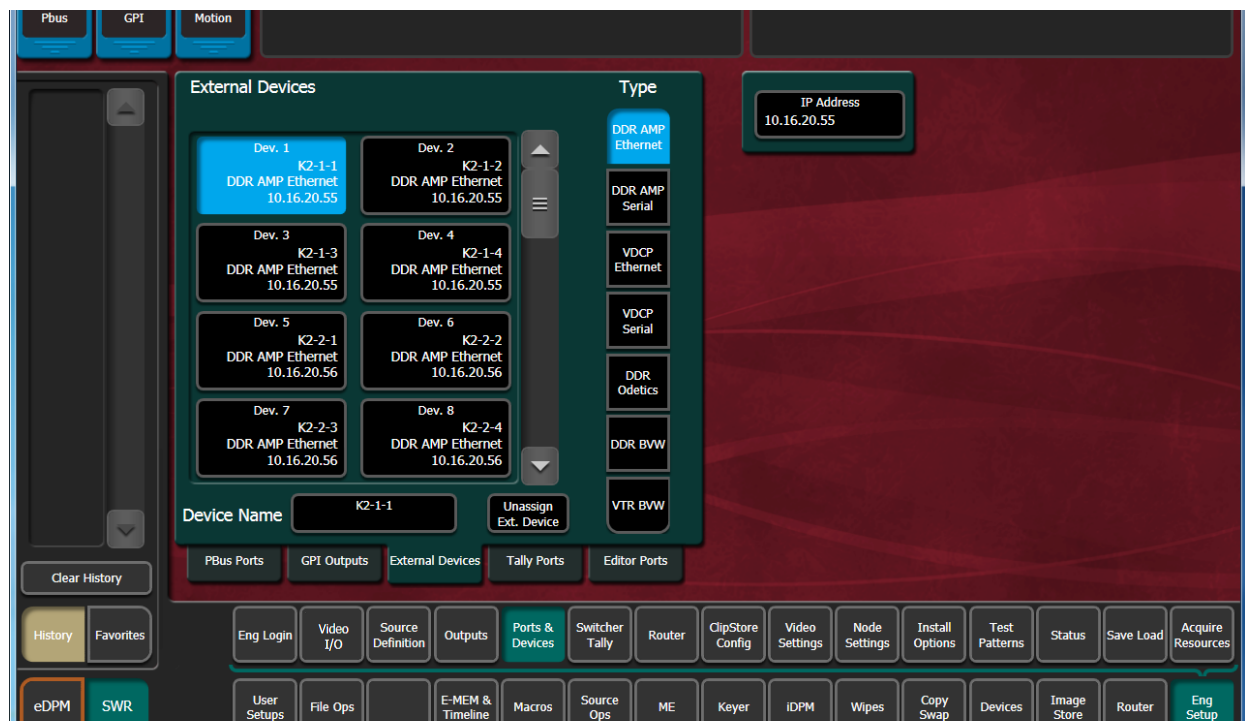 Pbus
GPI
Motion
External Devices
Type
IP Address
10.16.20.55
Dev. 1
K2-1-1
DDR AMP Ethernet
10.16.20.55
Dev. 2
K2-1-2
DDR AMP Ethernet
10.16.20.55
Dev. 3
K2-1-3
DDR AMP Ethernet
10.16.20.55
Dev. 4
K2-1-4
DDR AMP Ethernet
10.16.20.55
Dev. 5
K2-2-1
DDR AMP Ethernet
10.16.20.56
Dev. 6
K2-2-2
DDR AMP Ethernet
10.16.20.56
Dev. 7
K2-2-3
DDR AMP Ethernet
10.16.20.56
Dev. 8
K2-2-4
DDR AMP Ethernet
10.16.20.56
DDR AMP
Ethernet
DDR AMP
Serial
VDCP
Ethernet
VDCP
Serial
DDR
Odetics
DDR BVW
VTR BVW
Device Name
K2-1-1
Unassign
Ext. Device
PBus Ports
GPI Outputs
External Devices
Tally Ports
Editor Ports
Clear History
History
Favorites
Eng Login
Video
I/O
Source
Definition
Outputs
Ports &
Devices
Switcher
Tally
Router
ClipStore
Config
Video
Settings
Node
Settings
Install
Options
Test
Patterns
Status
Save Load
Acquire
Resources
eDPM
SWR
User
Setups
File Ops
E-MEM &
Timeline
Macros
Source
Ops
ME
Keyer
iDPM
Wipes
Copy
Swap
Devices
Image
Store
Router
Eng
Setup